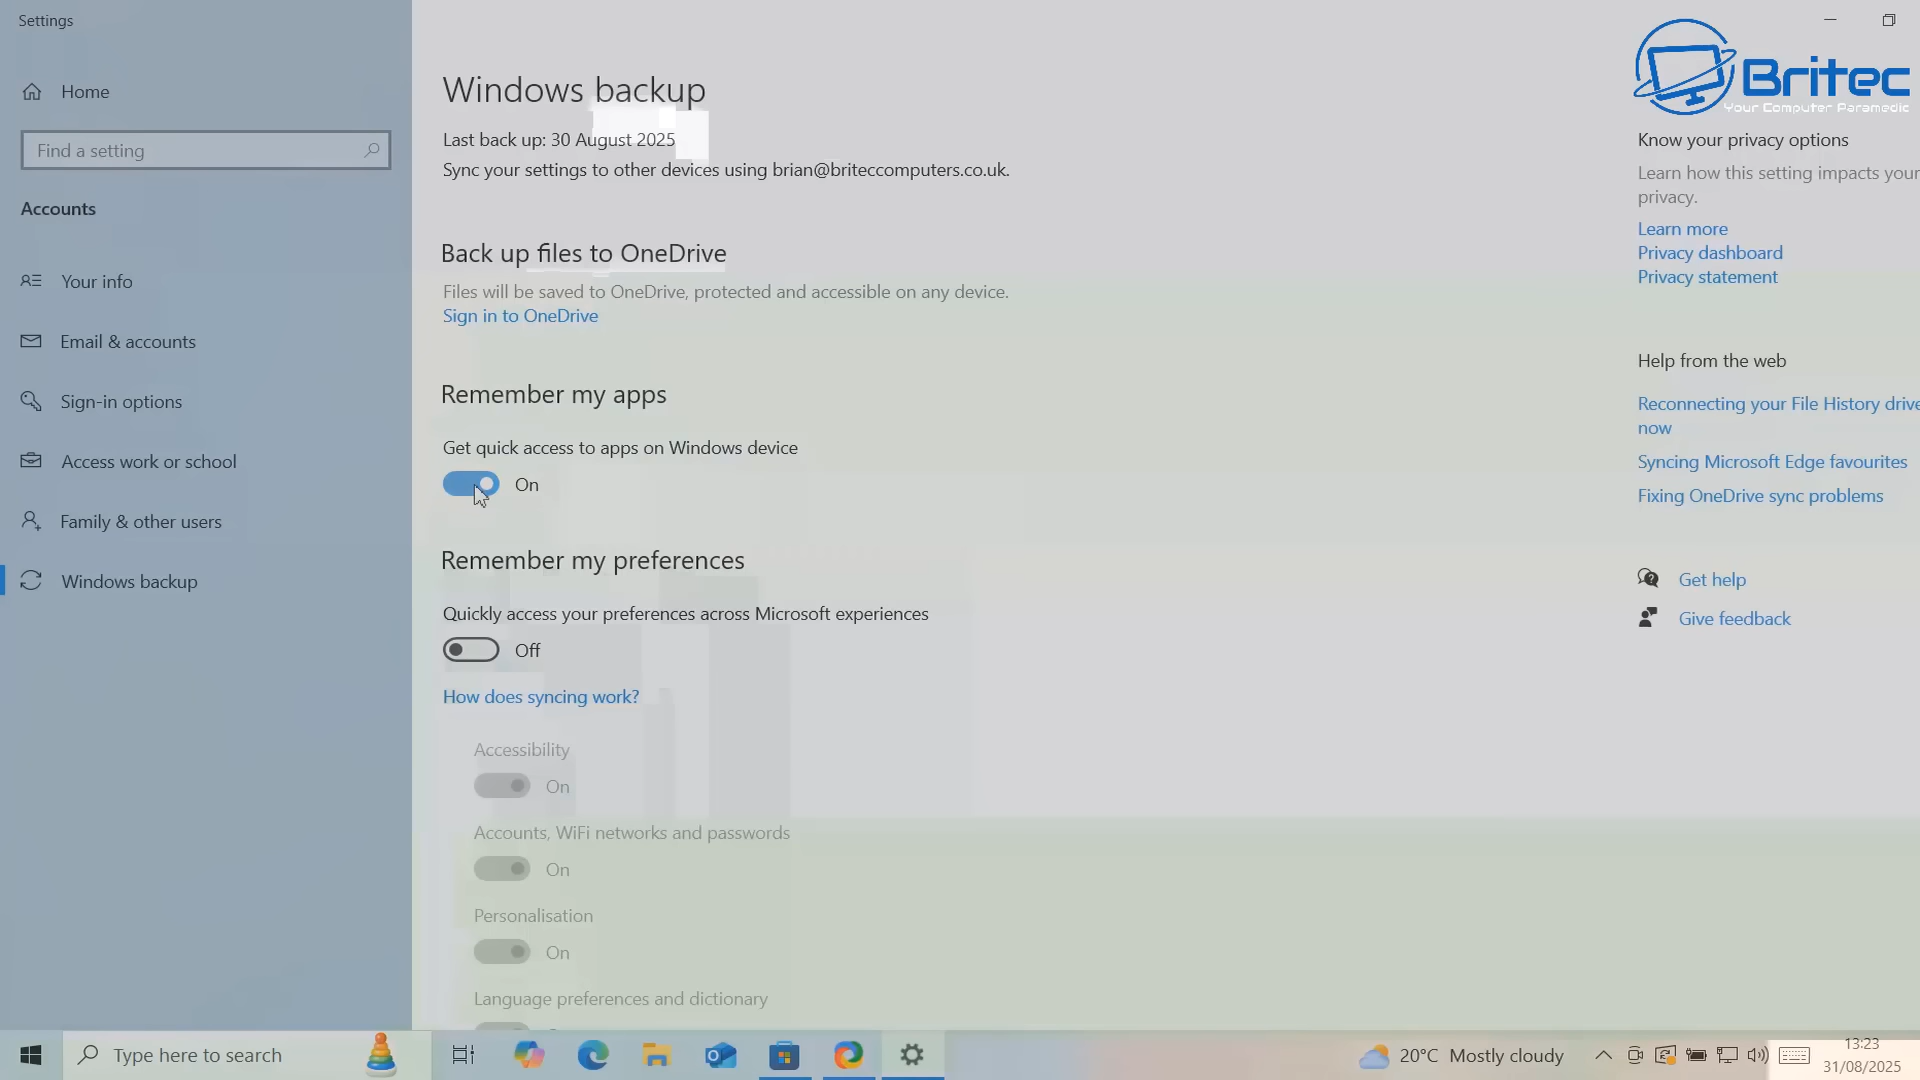 Settings
Home
Find a setting
Accounts
Your info
Email & accounts
Sign-in options
Access work or school
Family & other users
Windows backup
Windows backup
Last back up: 30 August 2025
Sync your settings to other devices using brian@briteccomputers.co.uk.
Back up files to OneDrive
Files will be saved to OneDrive, protected and accessible on any device.
Sign in to OneDrive
Remember my apps
Get quick access to apps on Windows device
On
Remember my preferences
Quickly access your preferences across Microsoft experiences
Off
How does syncing work?
Accessibility
On
Accounts, WiFi networks and passwords
On
Personalisation
On
Language preferences and dictionary
Britec
Your Computer Paramedic
Know your privacy options
Learn how this setting impacts your
privacy.
Learn more
Privacy dashboard
Privacy statement
Help from the web
Reconnecting your File History drive
now
Syncing Microsoft Edge favourites
Fixing OneDrive sync problems
Get help
Give feedback
Type here to search
20°C Mostly cloudy
13:23
31/08/2025